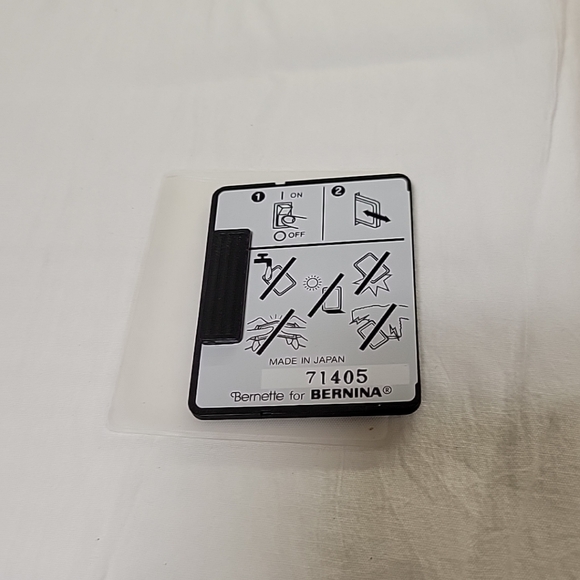 1 | ON
O OFF
2
MADE IN JAPAN
71405
Bernette for BERNINA®